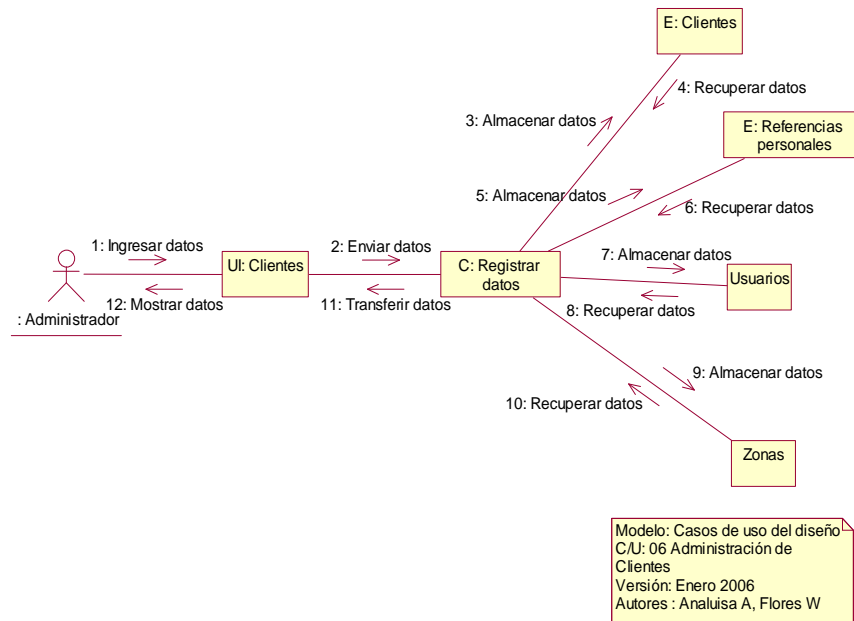 E: Clientes
4: Recuperar datos
3: Almacenar datos
E: Referencias
personales
5: Almacenar datos
6: Recuperar datos
1: Ingresar datos
2: Enviar datos
7: Almacenar datos
UI: Clientes
C: Registrar
datos
Usuarios
12: Mostrar datos
11: Transferir datos
8: Recuperar datos
: Administrador
9: Almacenar datos
10: Recuperar datos
Zonas
Modelo: Casos de uso del diseño
C/U: 06 Administración de
Clientes
Versión: Enero 2006
Autores : Analuisa A, Flores W